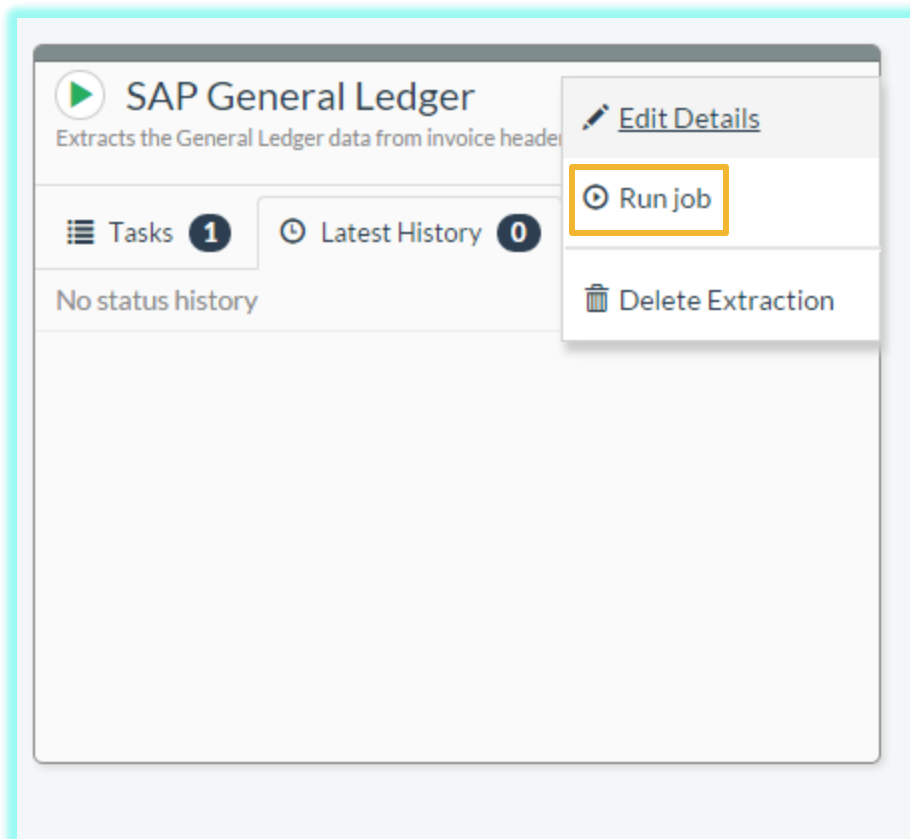 SAP General Ledger
Extracts the General Ledger data from invoice header
Edit Details
Run job
Delete Extraction
Tasks 1
Latest History 0
No status history